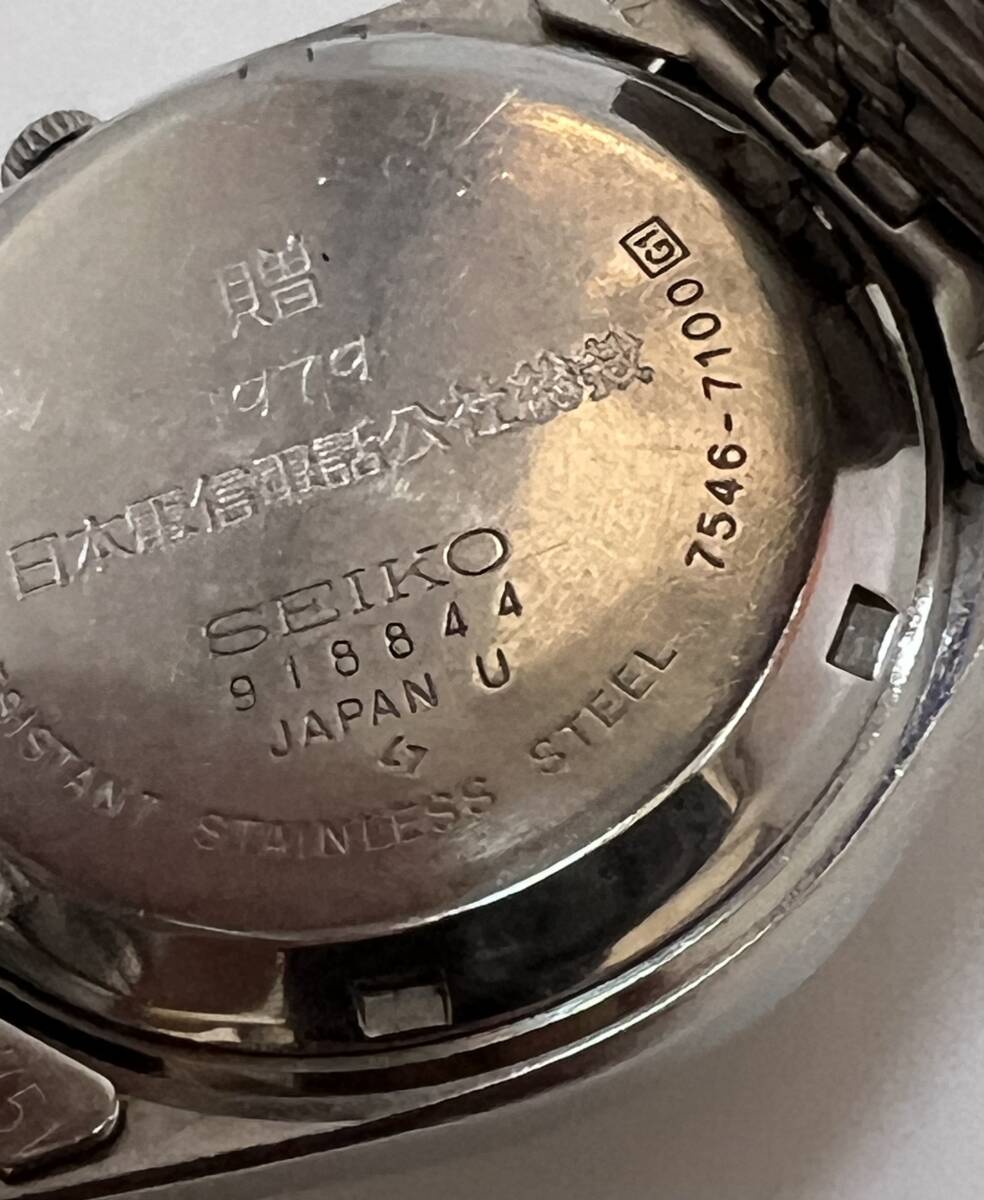 贈
1979
日本電信電話公社総裁
SEIKO
918844
JAPAN U
STAINLESS STEEL
7546-7100 G1